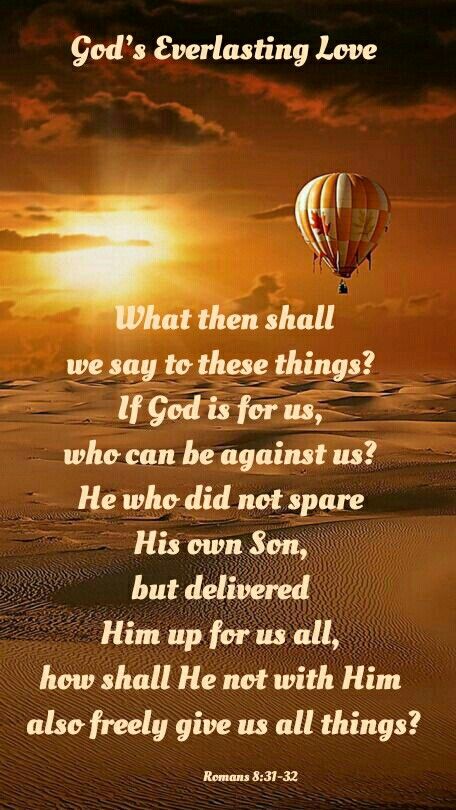 God's Everlasting Love
What then shall
we say to these things?
If God is for us,
who can be against us?
He who did not spare
His own Son,
but delivered
Him up for us all,
how shall He not with Him
also freely give us all things?
Romans 8:31-32